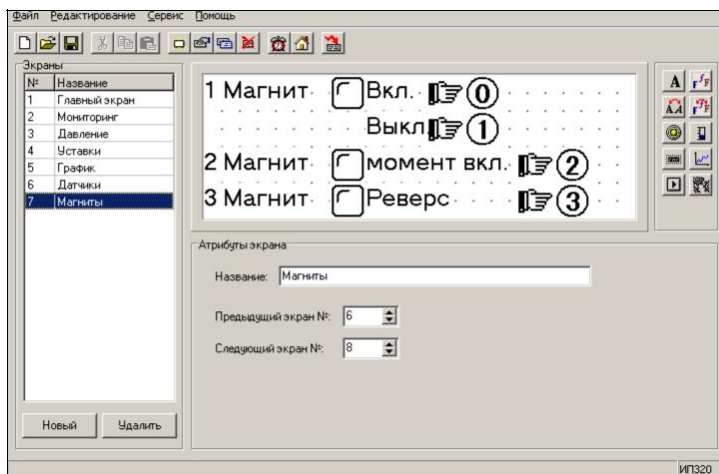 Файл Редактирование Сервис Помощь
Экраны
№ Название
1 Главный экран
2 Мониторинг
3 Давление
4 Уставки
5 График
6 Датчики
7 Магниты
Новый Удалить
1 Магнит Вкл. 0
Выкл 1
2 Магнит момент вкл. 2
3 Магнит Реверс 3
Атрибуты экрана
Название: Магниты
Предыдущий экран №: 6
Следующий экран №: 8
ИП320